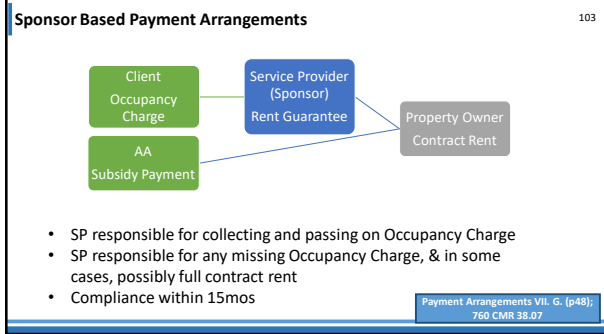 Sponsor Based Payment Arrangements
103
Client
Occupancy
Charge
Service Provider
(Sponsor)
Rent Guarantee
Property Owner
Contract Rent
AA
Subsidy Payment
• SP responsible for collecting and passing on Occupancy Charge
• SP responsible for any missing Occupancy Charge, & in some
cases, possibly full contract rent
• Compliance within 15mos
Payment Arrangements VII. G. (p48);
760 CMR 38.07